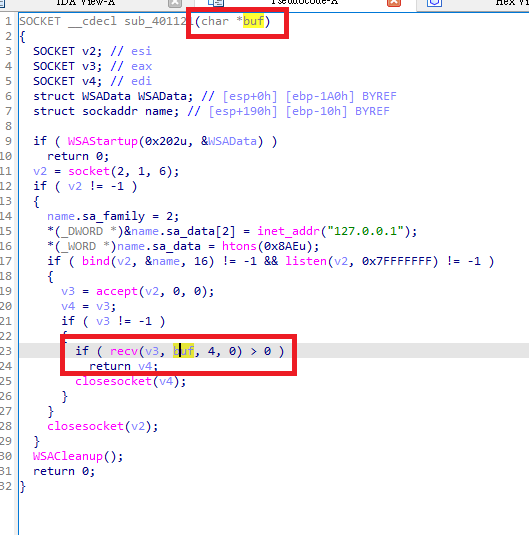 IDA View-A Pseudocode-A Hex Vi
1 SOCKET __cdecl sub_401121(char *buf)
2 {
3 SOCKET v2; // esi
4 SOCKET v3; // eax
5 SOCKET v4; // edi
6 struct WSAData WSAData; // [esp+0h] [ebp-1A0h] BYREF
7 struct sockaddr name; // [esp+190h] [ebp-10h] BYREF
8
9 if ( WSAStartup(0x202u, &WSAData) )
10 return 0;
11 v2 = socket(2, 1, 6);
12 if ( v2 != -1 )
13 {
14 name.sa_family = 2;
15 *(_DWORD *)&name.sa_data[2] = inet_addr("127.0.0.1");
16 *(_WORD *)name.sa_data = htons(0x8AEu);
17 if ( bind(v2, &name, 16) != -1 && listen(v2, 0x7FFFFFFF) != -1 )
18 {
19 v3 = accept(v2, 0, 0);
20 v4 = v3;
21 if ( v3 != -1 )
22 {
23 if ( recv(v3, buf, 4, 0) > 0 )
24 return v4;
25 closesocket(v4);
26 }
27 }
28 closesocket(v2);
29 }
30 WSACleanup();
31 return 0;
32 }